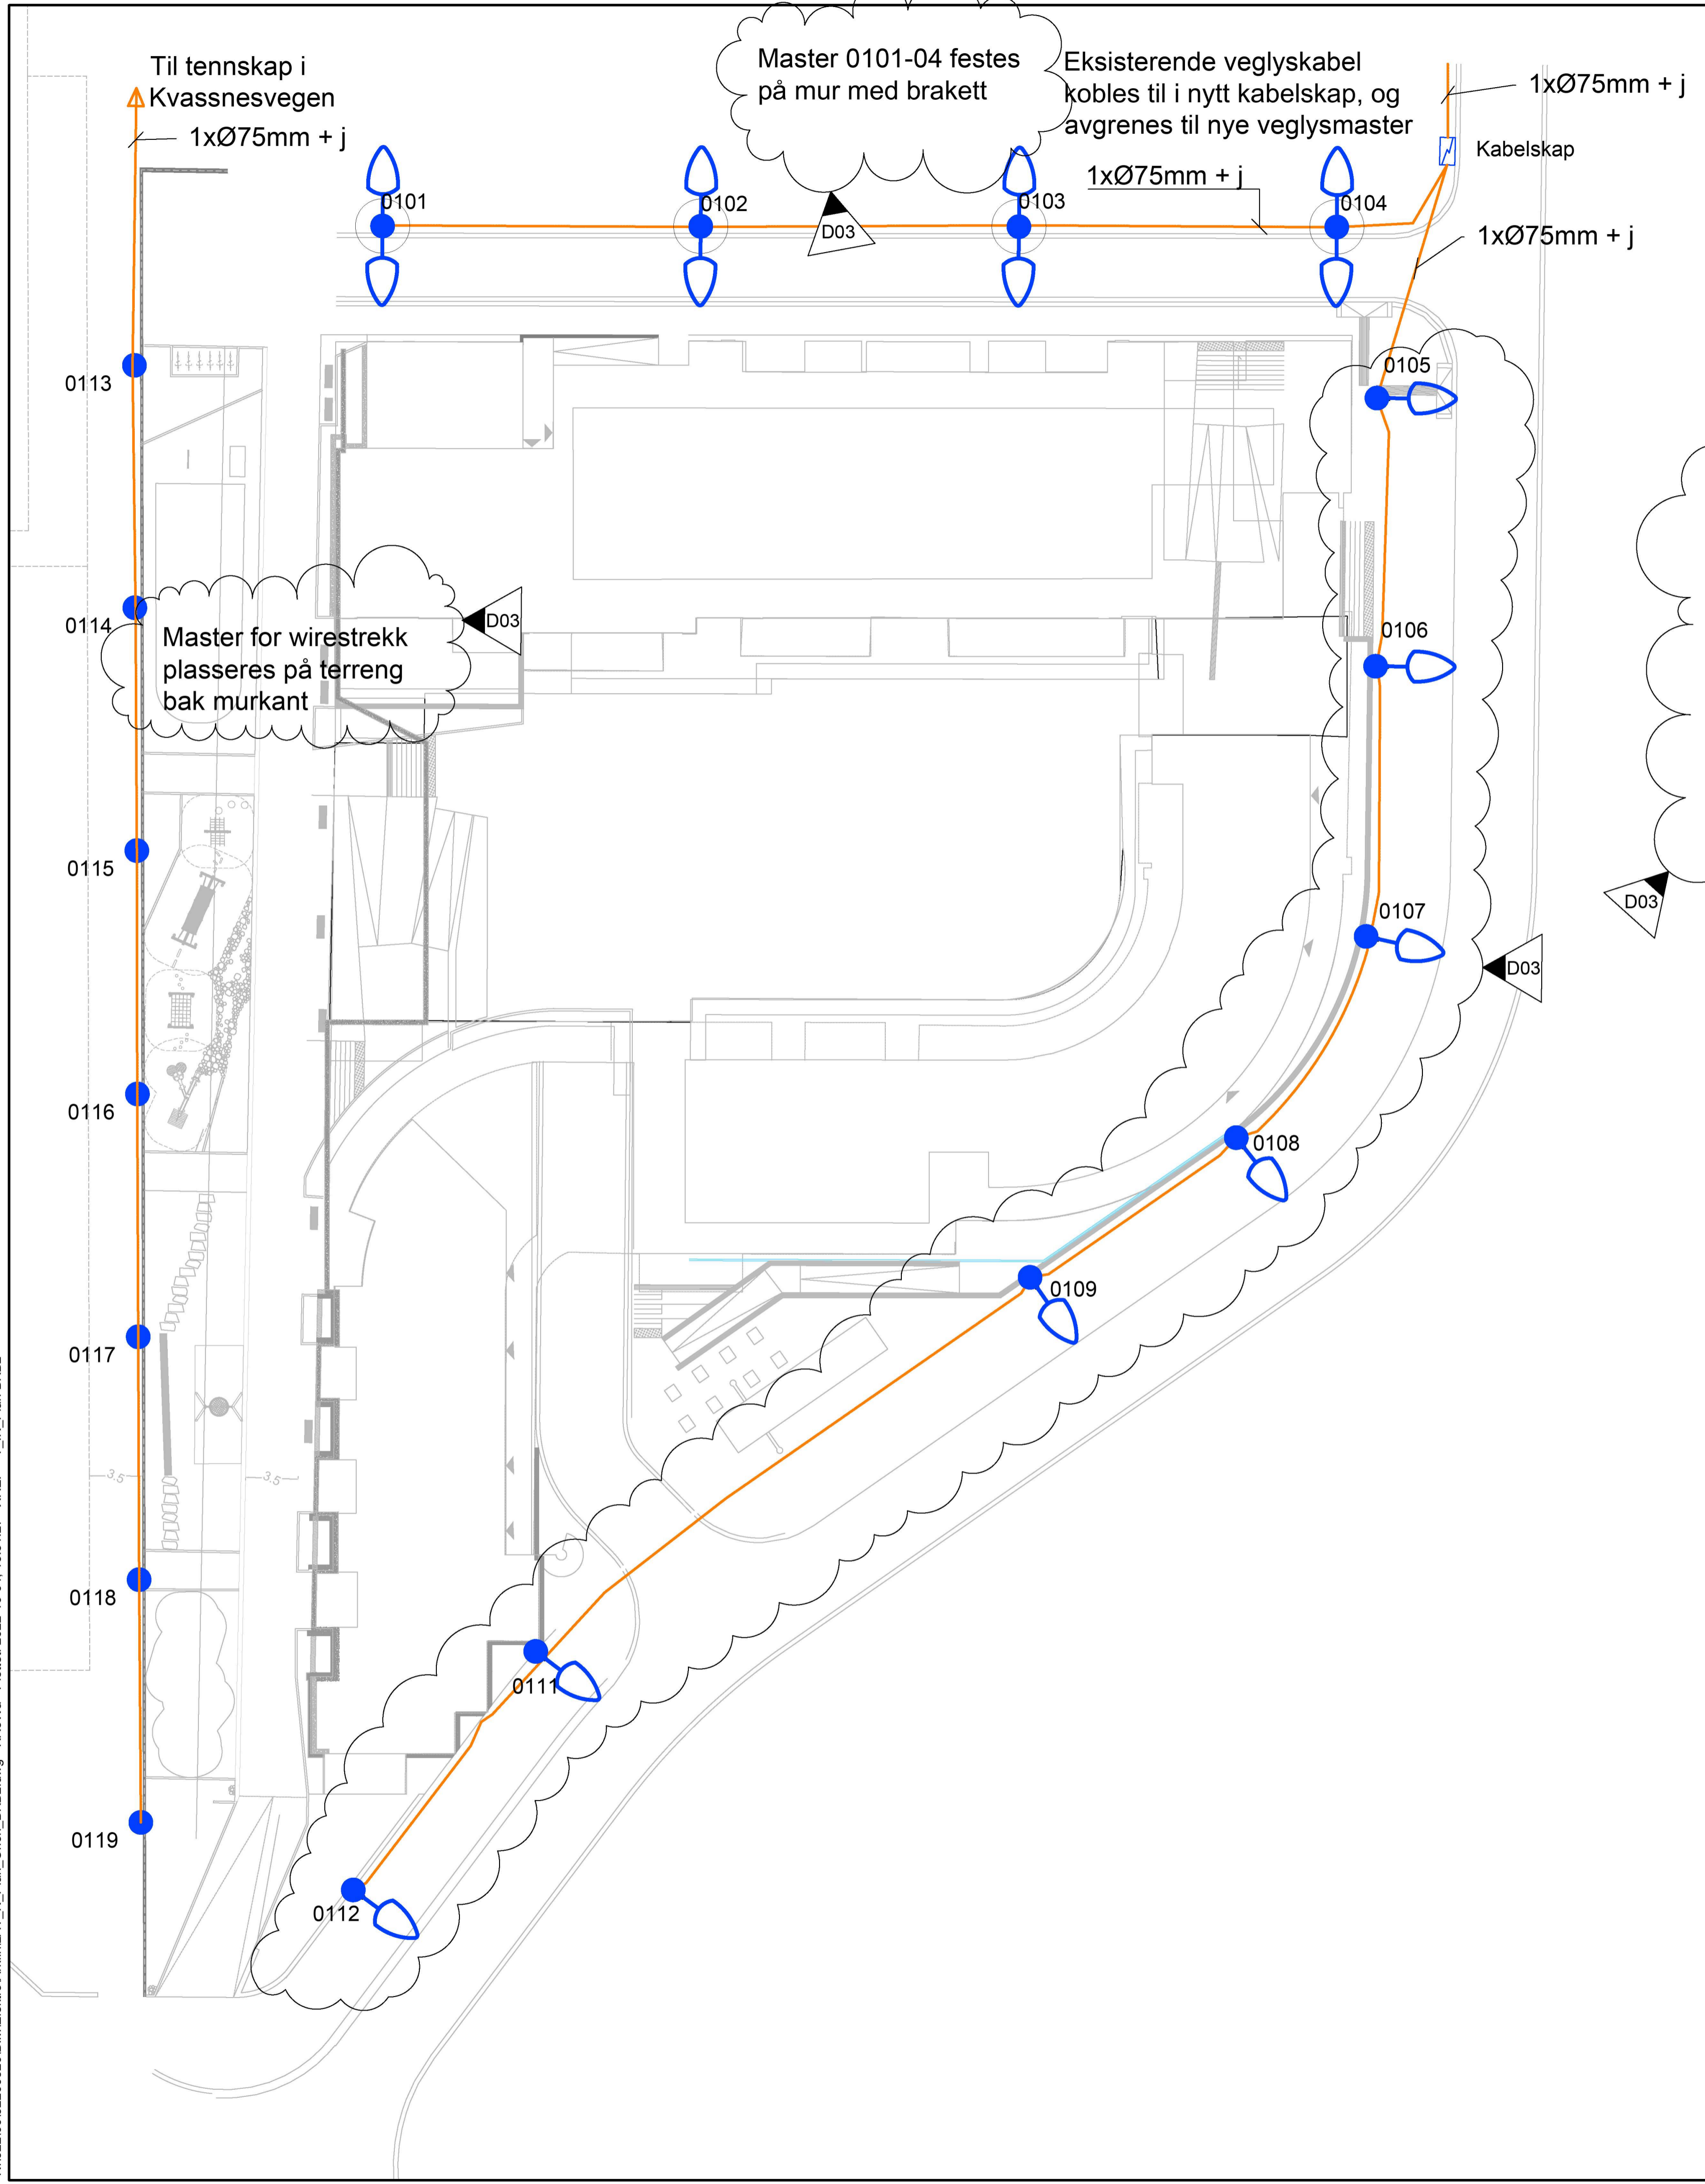 Til tennskap i
Kvassnesvegen
1xØ75mm + j
Master 0101-04 festes
på mur med brakett
Eksisterende veglyskabel
kobles til i nytt kabelskap, og
avgrenes til nye veglysmaster
1xØ75mm + j
1xØ75mm + j
Kabelskap
1xØ75mm + j
0101
0102
D03
0103
0104
0105
0113
0114
Master for wirestrekk
plasseres på terreng
bak murkant
D03
0106
0115
D03
0107
D03
0116
0108
0109
0117
3.5
3.5
0118
0111
0119
0112